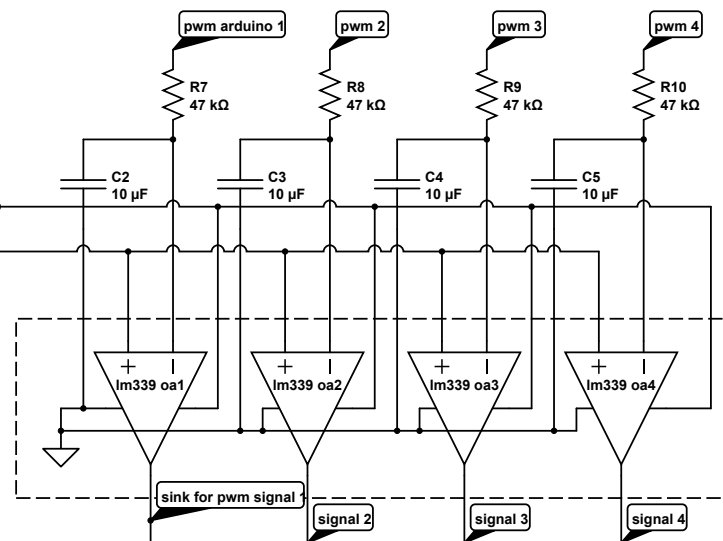 pwm arduino 1
pwm 2
pwm 3
pwm 4
R7
47 kΩ
R8
47 kΩ
R9
47 kΩ
R10
47 kΩ
C2
10 µF
C3
10 µF
C4
10 µF
C5
10 µF
+ −
lm339 oa1
+ −
lm339 oa2
+ −
lm339 oa3
+ −
lm339 oa4
sink for pwm signal 1
signal 2
signal 3
signal 4